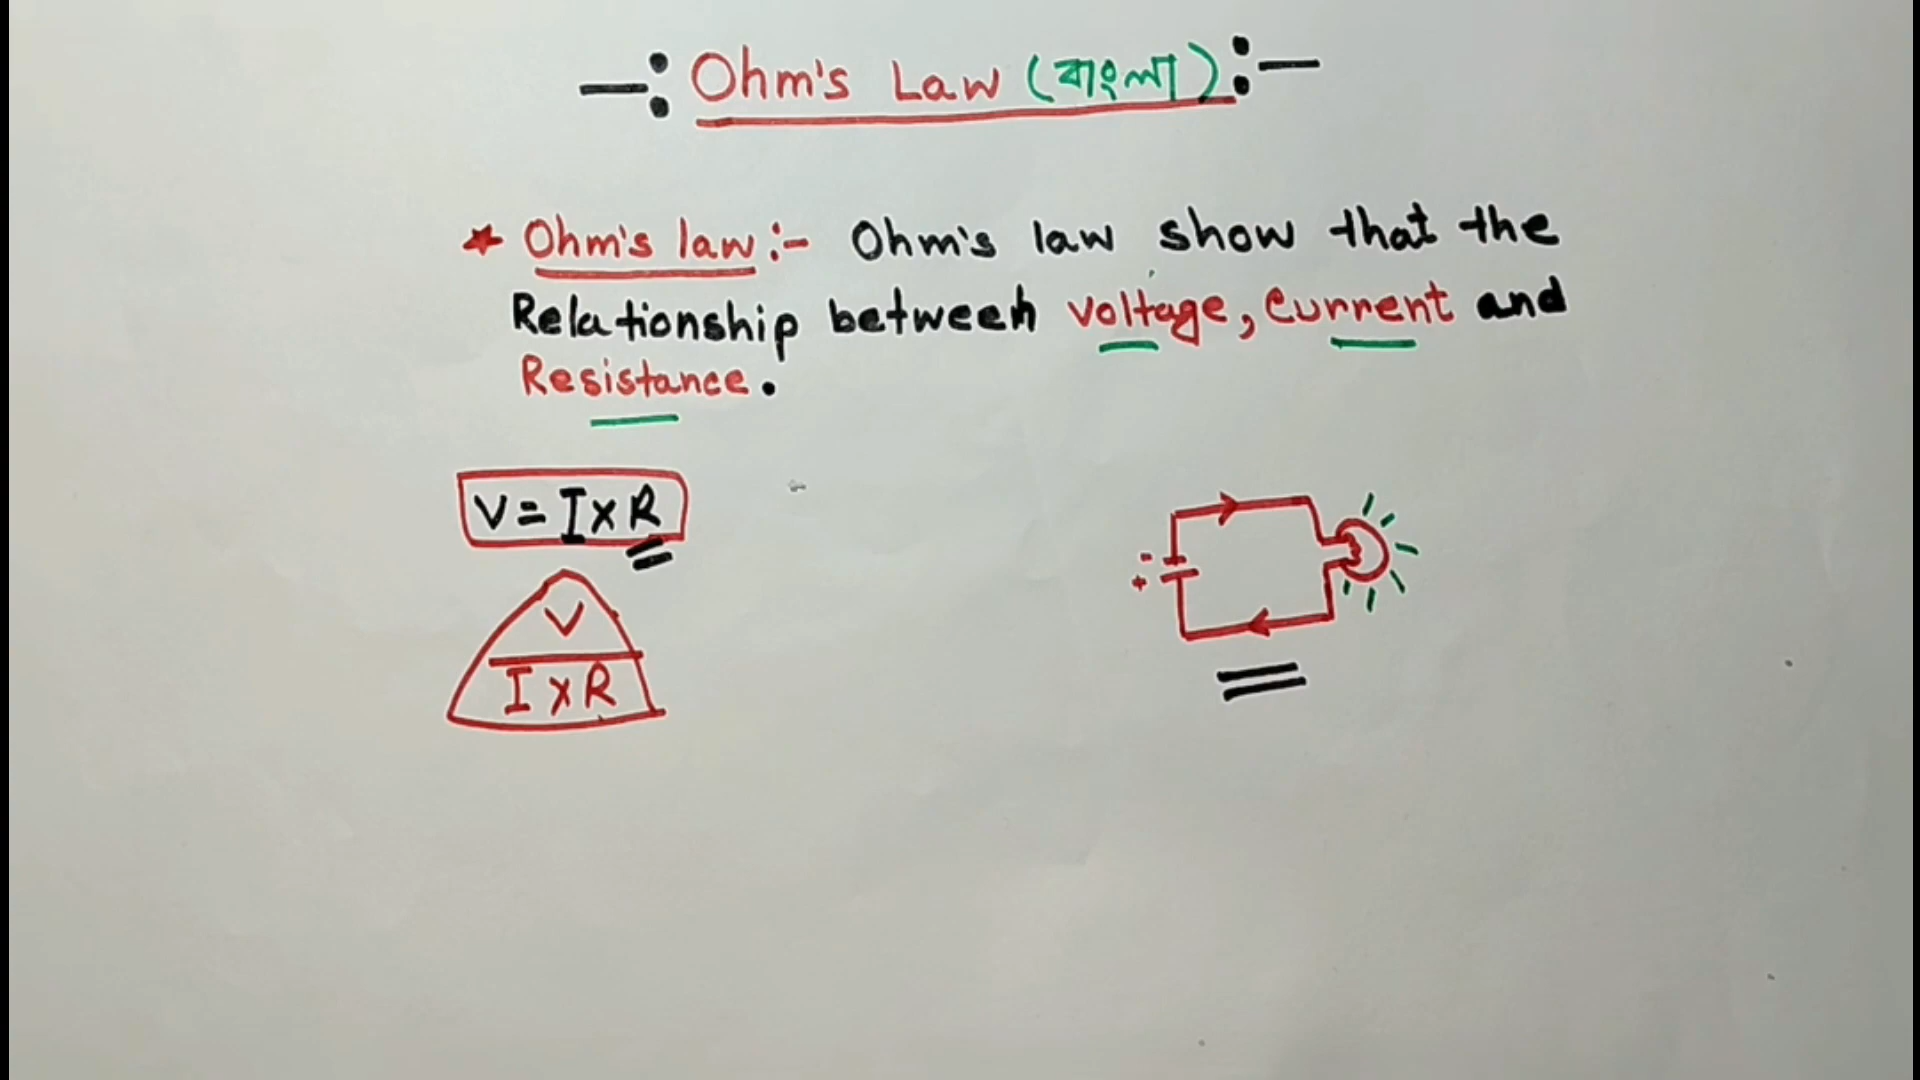 —: Ohm's Law (বাংলা) :—
★ Ohm's law :- Ohm's law show that the
Relationship between voltage, Current and
Resistance.
V = I x R
V
I x R
-
+